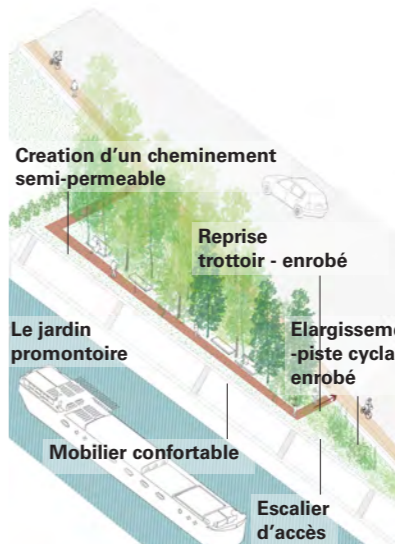 Creation d'un cheminement
semi-permeable
Reprise
trottoir - enrobé
Le jardin
promontoire
Elargisseme
-piste cycla
enrobé
Mobilier confortable
Escalier
d'accès